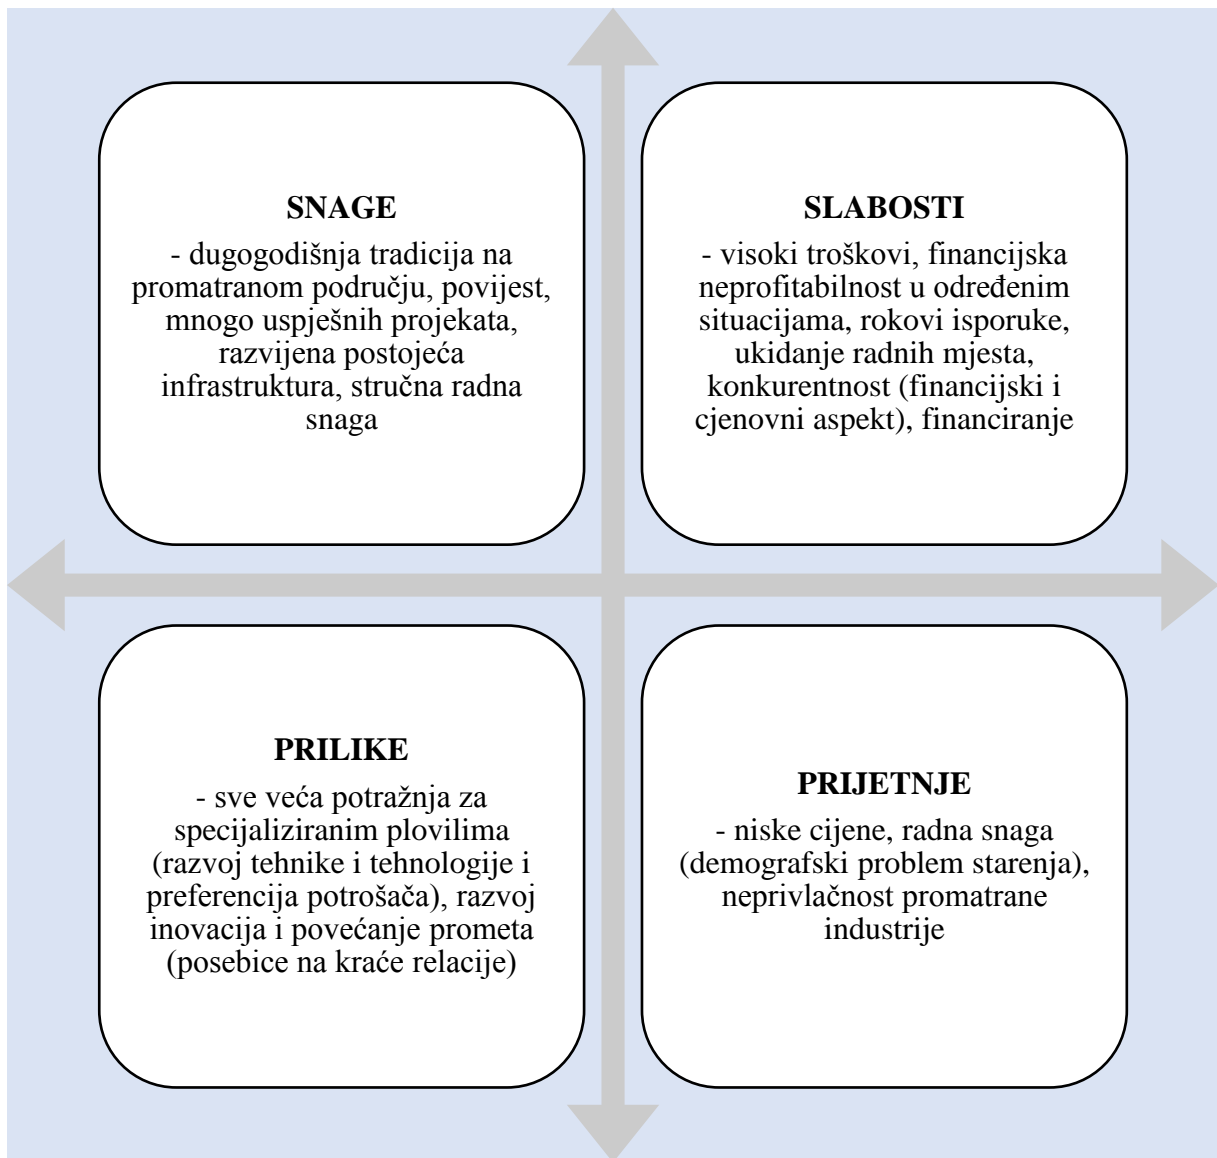 SNAGE
- dugogodišnja tradicija na
promatranom području, povijest,
mnogo uspješnih projekata,
razvijena postojeća
infrastruktura, stručna radna
snaga
SLABOSTI
- visoki troškovi, financijska
neprofitabilnost u određenim
situacijama, rokovi isporuke,
ukidanje radnih mjesta,
konkurentnost (financijski i
cjenovni aspekt), financiranje
PRILIKE
- sve veća potražnja za
specijaliziranim plovilima
(razvoj tehnike i tehnologije i
preferencija potrošača), razvoj
inovacija i povećanje prometa
(posebice na kraće relacije)
PRIJETNJE
- niske cijene, radna snaga
(demografski problem starenja),
neprivlačnost promatrane
industrije